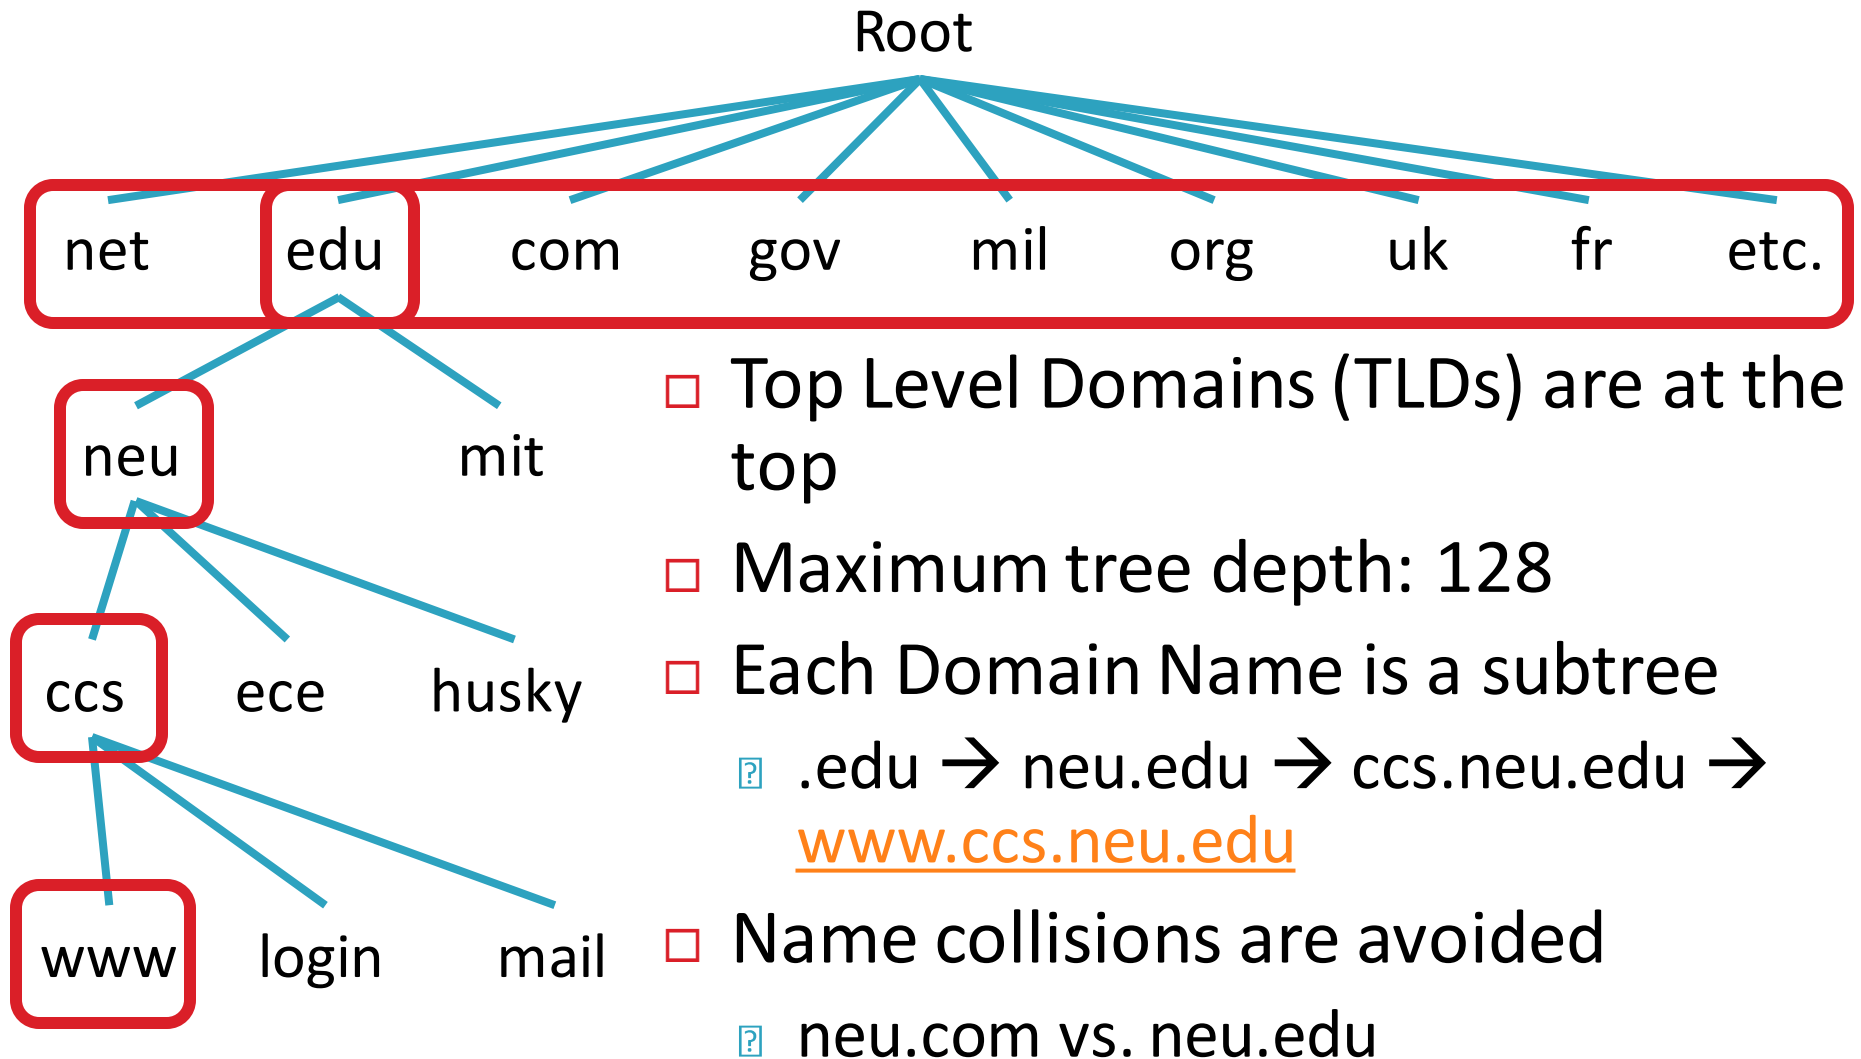 Root
net edu com gov mil org uk fr etc.
neu mit
ccs ece husky
www login mail
Top Level Domains (TLDs) are at the
top
Maximum tree depth: 128
Each Domain Name is a subtree
.edu → neu.edu → ccs.neu.edu →
www.ccs.neu.edu
Name collisions are avoided
neu.com vs. neu.edu